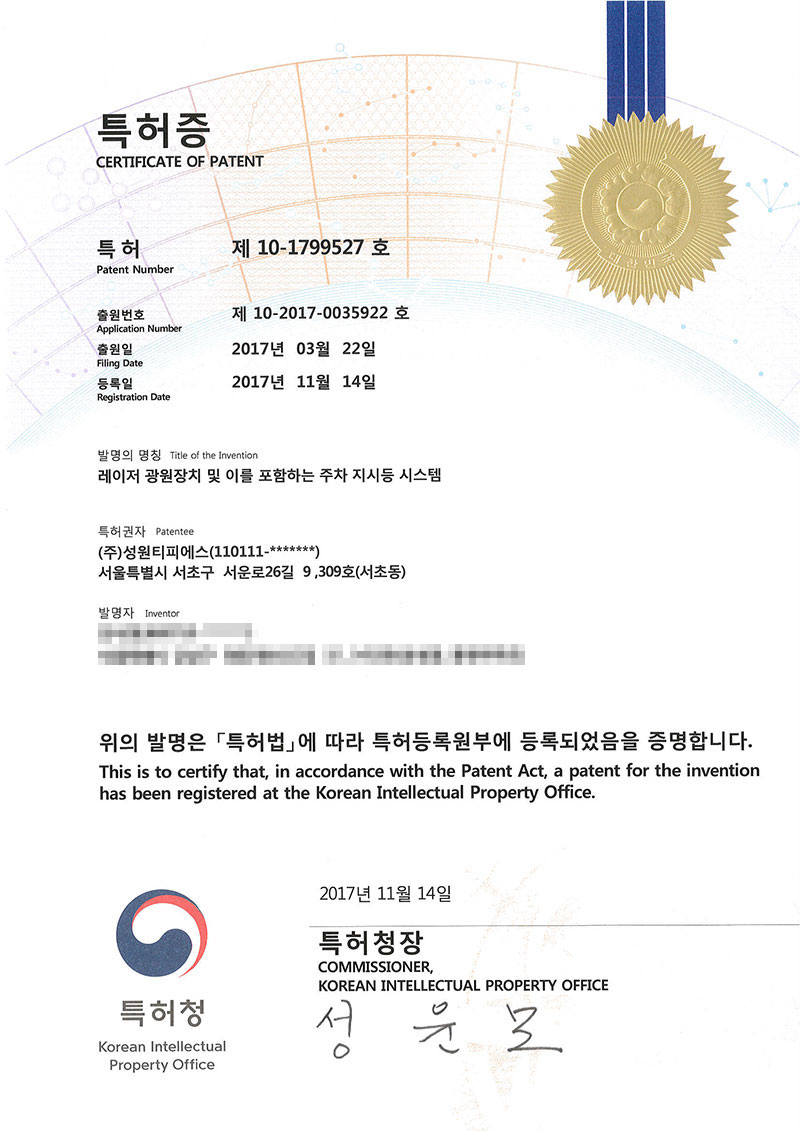 특허증
CERTIFICATE OF PATENT
특 허 제 10-1799527 호
Patent Number
출원번호 제 10-2017-0035922 호
Application Number
출원일 2017년 03월 22일
Filing Date
등록일 2017년 11월 14일
Registration Date
발명의 명칭 Title of the Invention
레이저 광원장치 및 이를 포함하는 주차 지시등 시스템
특허권자 Patentee
(주)성원티피에스(110111-*******)
서울특별시 서초구 서운로26길 9 ,309호(서초동)
발명자 Inventor
위의 발명은 「특허법」에 따라 특허등록원부에 등록되었음을 증명합니다.
This is to certify that, in accordance with the Patent Act, a patent for the invention
has been registered at the Korean Intellectual Property Office.
2017년 11월 14일
특허청장
COMMISSIONER,
KOREAN INTELLECTUAL PROPERTY OFFICE
성 윤 모
특허청
Korean Intellectual
Property Office
대한민국